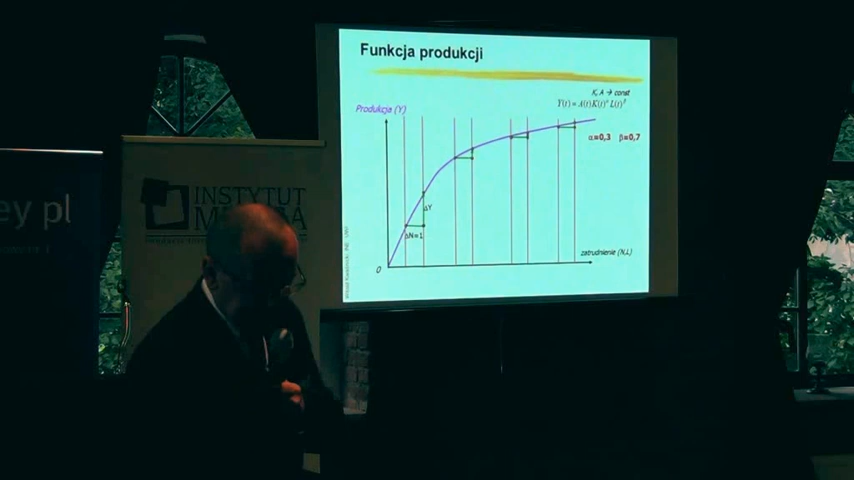 Funkcja produkcji
K, A → const
Y(t) = A(t)K(t)^α L(t)^β
Produkcja (Y)
α=0,3 β=0,7
ΔY
ΔN=1
zatrudnienie (N,L)
0
ey pl
INSTYTUT